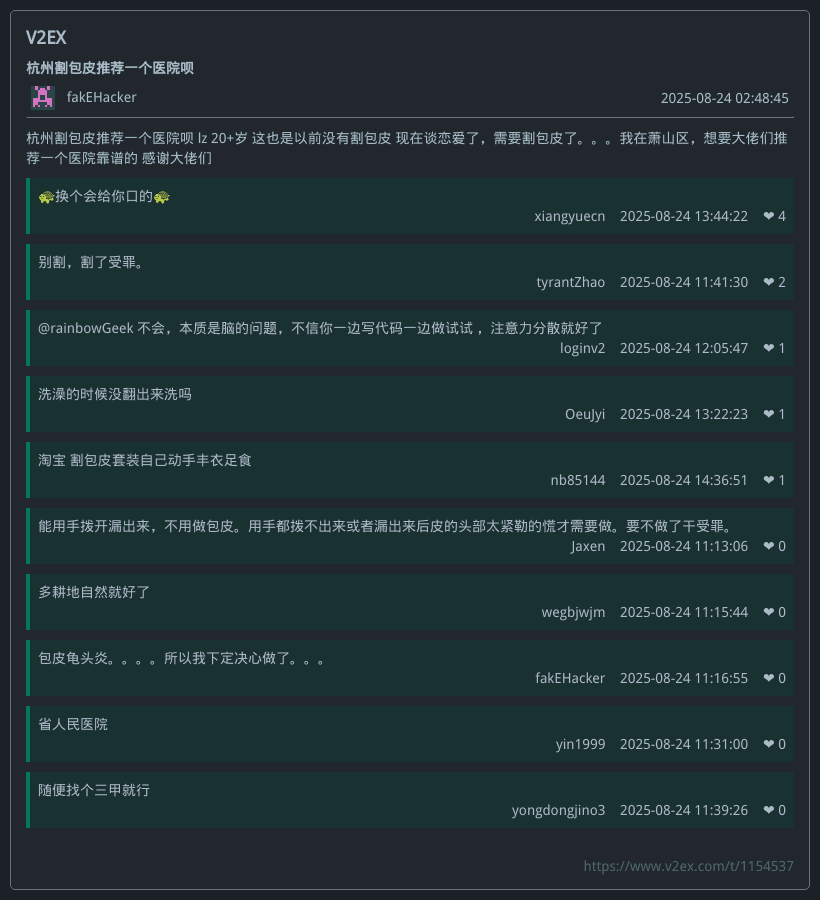 V2EX
杭州割包皮推荐一个医院呗
fakEHacker 2025-08-24 02:48:45
杭州割包皮推荐一个医院呗 lz 20+岁 这也是以前没有割包皮 现在谈恋爱了，需要割包皮了。。。我在萧山区，想要大佬们推
荐一个医院靠谱的 感谢大佬们
🐢换个会给你口的🐢
xiangyuecn 2025-08-24 13:44:22 ❤ 4
别割，割了受罪。
tyrantZhao 2025-08-24 11:41:30 ❤ 2
@rainbowGeek 不会，本质是脑的问题，不信你一边写代码一边做试试 ，注意力分散就好了
loginv2 2025-08-24 12:05:47 ❤ 1
洗澡的时候没翻出来洗吗
OeuJyi 2025-08-24 13:22:23 ❤ 1
淘宝 割包皮套装自己动手丰衣足食
nb85144 2025-08-24 14:36:51 ❤ 1
能用手拨开漏出来，不用做包皮。用手都拨不出来或者漏出来后皮的头部太紧勒的慌才需要做。要不做了干受罪。
Jaxen 2025-08-24 11:13:06 ❤ 0
多耕地自然就好了
wegbjwjm 2025-08-24 11:15:44 ❤ 0
包皮龟头炎。。。。所以我下定决心做了。。。
fakEHacker 2025-08-24 11:16:55 ❤ 0
省人民医院
yin1999 2025-08-24 11:31:00 ❤ 0
随便找个三甲就行
yongdongjino3 2025-08-24 11:39:26 ❤ 0
https://www.v2ex.com/t/1154537